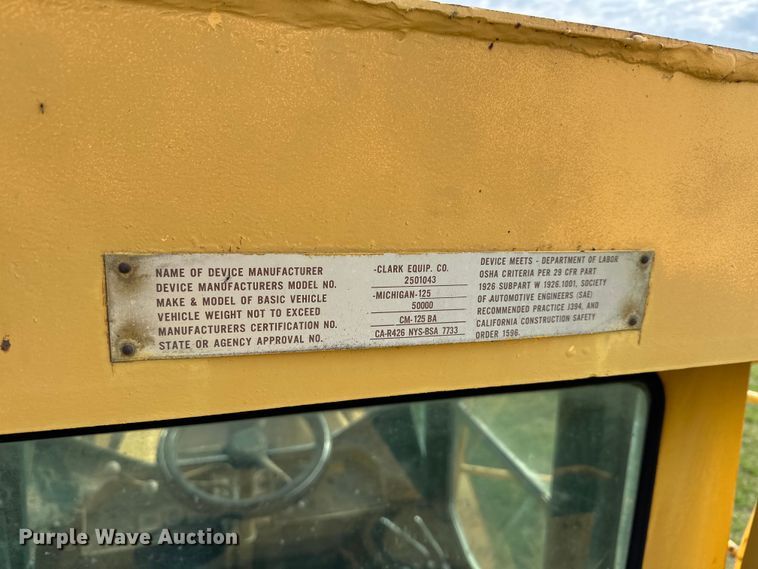 NAME OF DEVICE MANUFACTURER -CLARK EQUIP. CO.
DEVICE MANUFACTURERS MODEL NO. 2501043
MAKE & MODEL OF BASIC VEHICLE -MICHIGAN-125
VEHICLE WEIGHT NOT TO EXCEED 50000
MANUFACTURERS CERTIFICATION NO. CM-125 BA
STATE OR AGENCY APPROVAL NO. CA-R426 NYS-BSA 7733
DEVICE MEETS - DEPARTMENT OF LABOR
OSHA CRITERIA PER 29 CFR PART
1926 SUBPART W 1926.1001, SOCIETY
OF AUTOMOTIVE ENGINEERS (SAE)
RECOMMENDED PRACTICE J394, AND
CALIFORNIA CONSTRUCTION SAFETY
ORDER 1596.
Purple Wave Auction